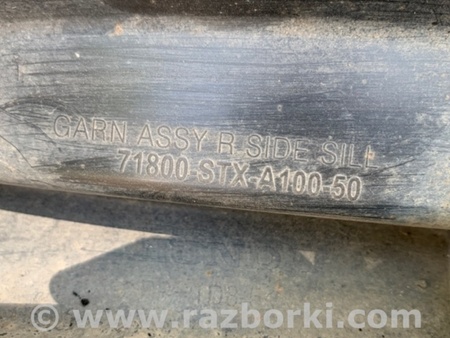 GARN ASSY R SIDE SILL
71800-STX-A100-50
© www.razborki.com